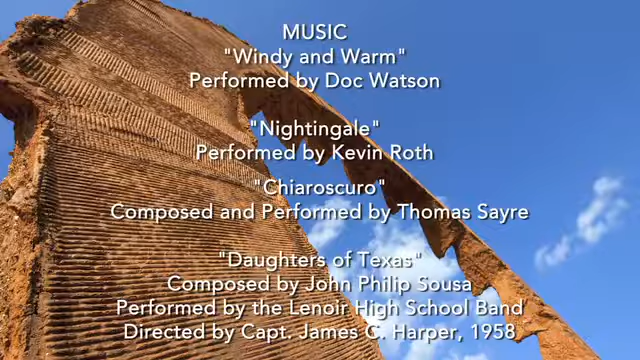 MUSIC
"Windy and Warm"
Performed by Doc Watson
"Nightingale"
Performed by Kevin Roth
"Chiaroscuro"
Composed and Performed by Thomas Sayre
"Daughters of Texas"
Composed by John Philip Sousa
Performed by the Lenoir High School Band
Directed by Capt. James C. Harper, 1958